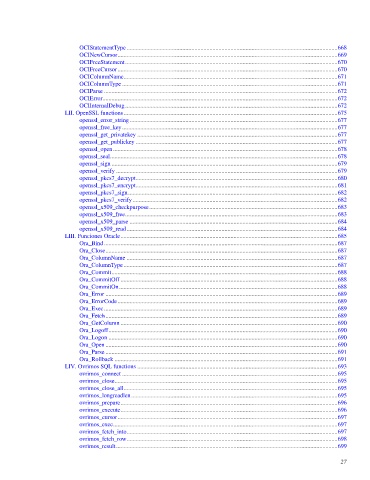 OCIStatementType 668
OCINewCursor 669
OCIFreeStatement 670
OCIFreeCursor 670
OCIColumnName 671
OCIColumnType 671
OCIParse 672
OCIError 672
OCIInternalDebug 672
LII. OpenSSL functions 675
openssl_error_string 677
openssl_free_key 677
openssl_get_privatekey 677
openssl_get_publickey 677
openssl_open 678
openssl_seal 678
openssl_sign 679
openssl_verify 679
openssl_pkcs7_decrypt 680
openssl_pkcs7_encrypt 681
openssl_pkcs7_sign 682
openssl_pkcs7_verify 682
openssl_x509_checkpurpose 683
openssl_x509_free 683
openssl_x509_parse 684
openssl_x509_read 684
LIII. Funciones Oracle 685
Ora_Bind 687
Ora_Close 687
Ora_ColumnName 687
Ora_ColumnType 687
Ora_Commit 688
Ora_CommitOff 688
Ora_CommitOn 688
Ora_Error 689
Ora_ErrorCode 689
Ora_Exec 689
Ora_Fetch 689
Ora_GetColumn 690
Ora_Logoff 690
Ora_Logon 690
Ora_Open 690
Ora_Parse 691
Ora_Rollback 691
LIV. Ovrimos SQL functions 693
ovrimos_connect 695
ovrimos_close 695
ovrimos_close_all 695
ovrimos_longreadlen 695
ovrimos_prepare 696
ovrimos_execute 696
ovrimos_cursor 697
ovrimos_exec 697
ovrimos_fetch_into 697
ovrimos_fetch_row 698
ovrimos_result 699
27